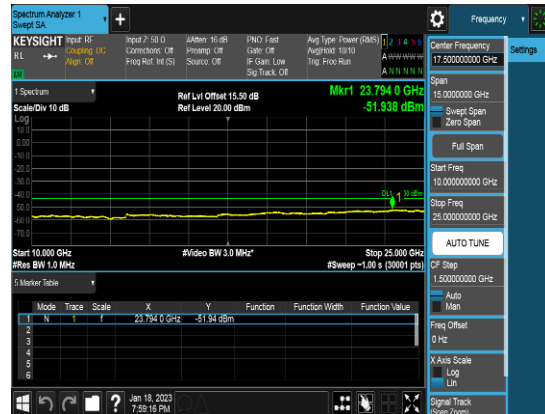 Spectrum Analyzer 1
Swept SA
Frequency
KEYSIGHT
RL
Input: RF
Coupling: DC
Align: Off
Input Z: 50 Ω
Corrections: Off
Freq Ref: Int (S)
#Atten: 16 dB
Preamp: Off
Source: Off
PNO: Fast
Gate: Off
IF Gain: Low
Sig Track: Off
Avg Type: Power (RMS)
Avg|Hold: 10/10
Trig: Free Run
1 2 3 4 5 6
A W W W W W
A N N N N N
1 Spectrum
Scale/Div 10 dB
Ref Lvl Offset 15.50 dB
Ref Level 20.00 dBm
Mkr1 23.794 0 GHz
-51.938 dBm
Log
10.0
0.00
-10.0
-20.0
-30.0
-40.0
-50.0
-60.0
-70.0
1
Start 10.000 GHz
#Res BW 1.0 MHz
#Video BW 3.0 MHz*
Stop 25.000 GHz
#Sweep ~1.00 s (30001 pts)
5 Marker Table
Mode Trace Scale X Y Function Function Width Function Value
1 N 1 f 23.794 0 GHz -51.94 dBm
2
3
4
5
6
Jan 18, 2023
7:59:16 PM
Center Frequency
17.500000000 GHz
Settings
Span
15.0000000 GHz
Swept Span
Zero Span
Full Span
Start Freq
10.000000000 GHz
Stop Freq
25.000000000 GHz
AUTO TUNE
CF Step
1.500000000 GHz
Auto
Man
Freq Offset
0 Hz
X Axis Scale
Log
Lin
Signal Track
(Span Zoom)